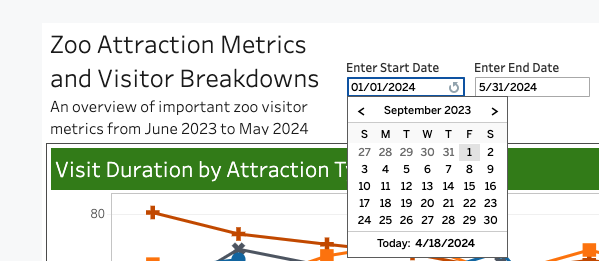 Zoo Attraction Metrics
and Visitor Breakdowns
An overview of important zoo visitor
metrics from June 2023 to May 2024
Enter Start Date
01/01/2024
Enter End Date
5/31/2024
< September 2023 >
S M T W T F S
27 28 29 30 31 1 2
3 4 5 6 7 8 9
10 11 12 13 14 15 16
17 18 19 20 21 22 23
24 25 26 27 28 29 30
Today: 4/18/2024
Visit Duration by Attraction
80